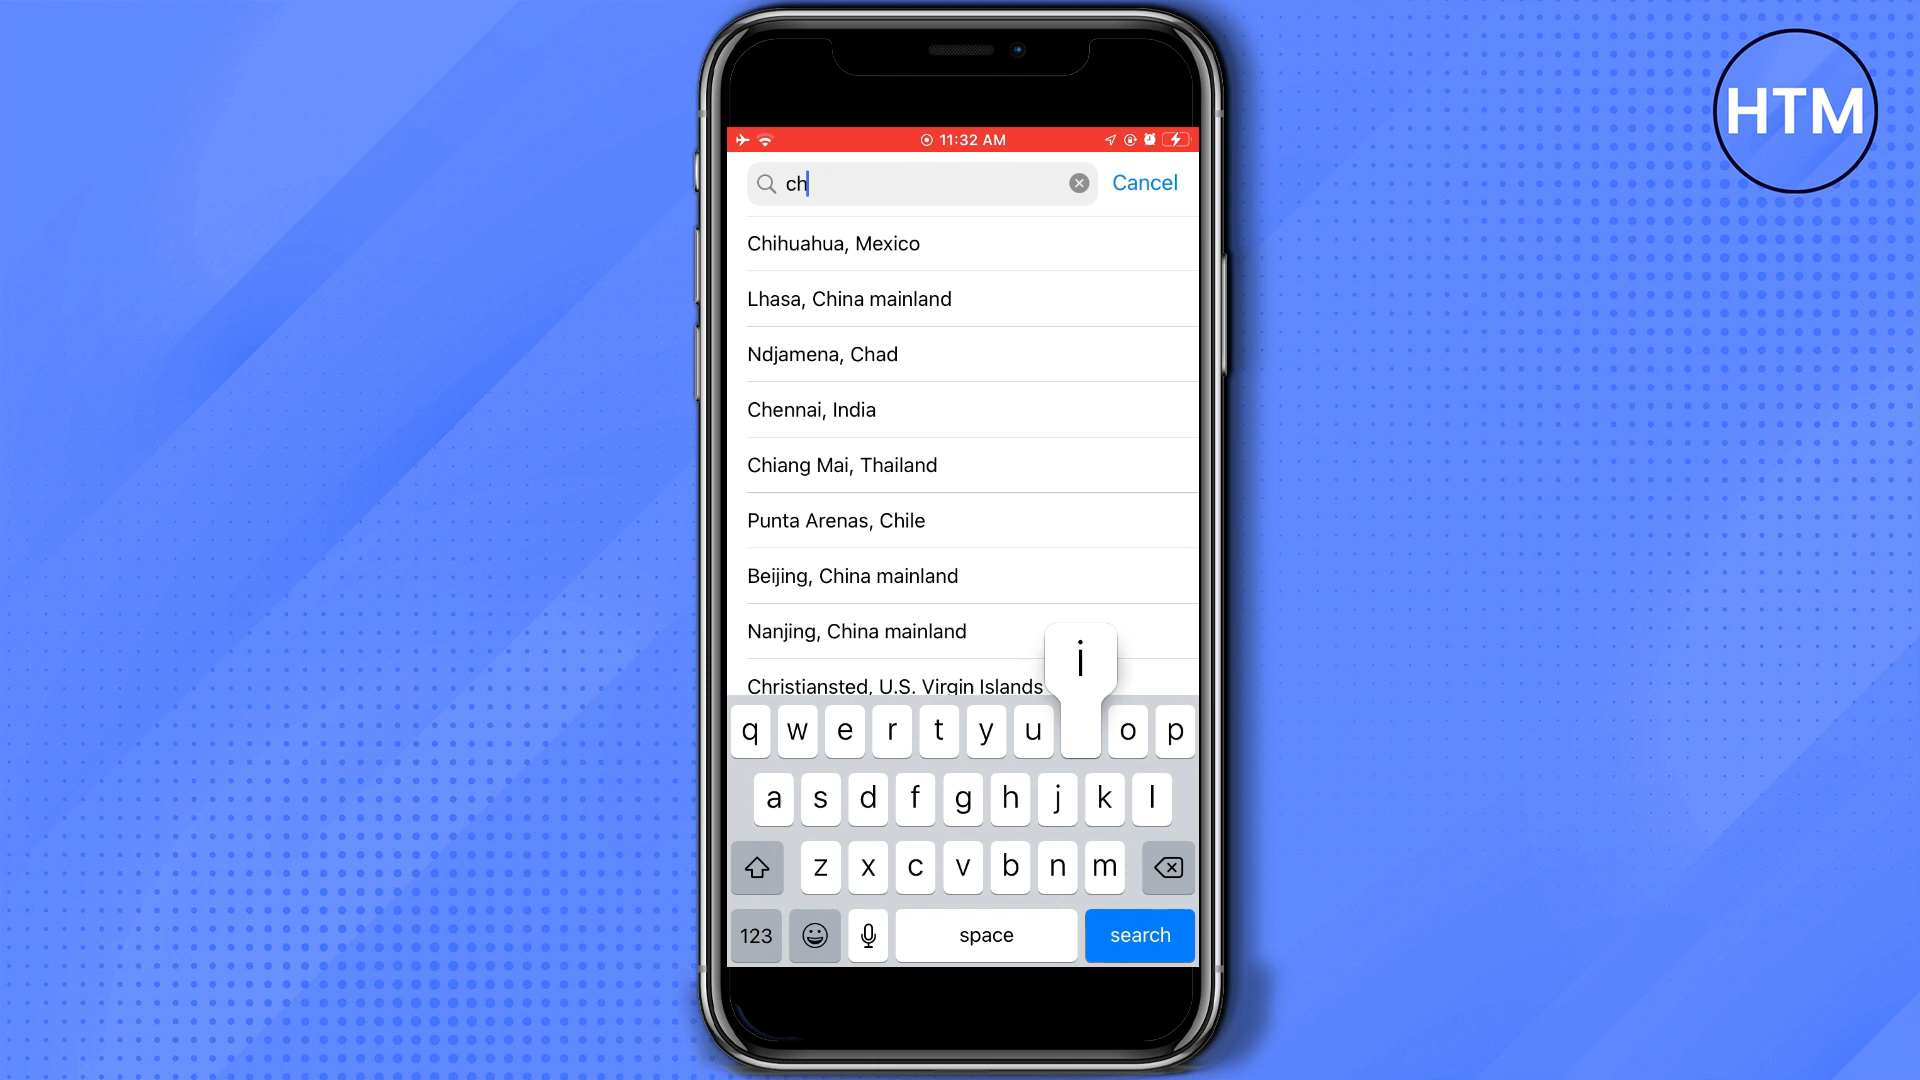 HTM
11:32 AM
ch
Cancel
Chihuahua, Mexico
Lhasa, China mainland
Ndjamena, Chad
Chennai, India
Chiang Mai, Thailand
Punta Arenas, Chile
Beijing, China mainland
Nanjing, China mainland
Christiansted, U.S. Virgin Islands
i
q w e r t y u o p
a s d f g h j k l
z x c v b n m
123 space search